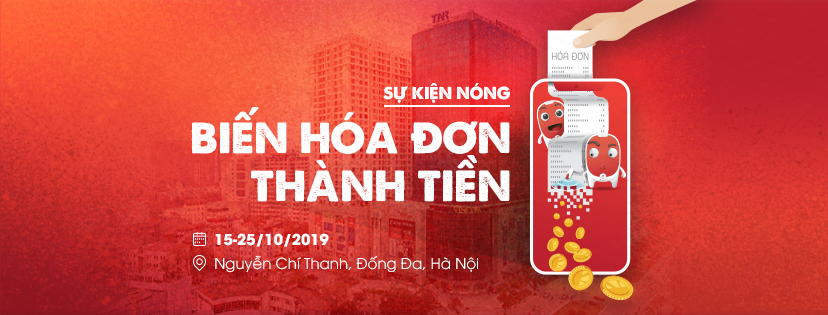 TNR
HÓA ĐƠN
SỰ KIỆN NÓNG
BIẾN HÓA ĐƠN
THÀNH TIỀN
15-25/10/2019
Nguyễn Chí Thanh, Đống Đa, Hà Nội